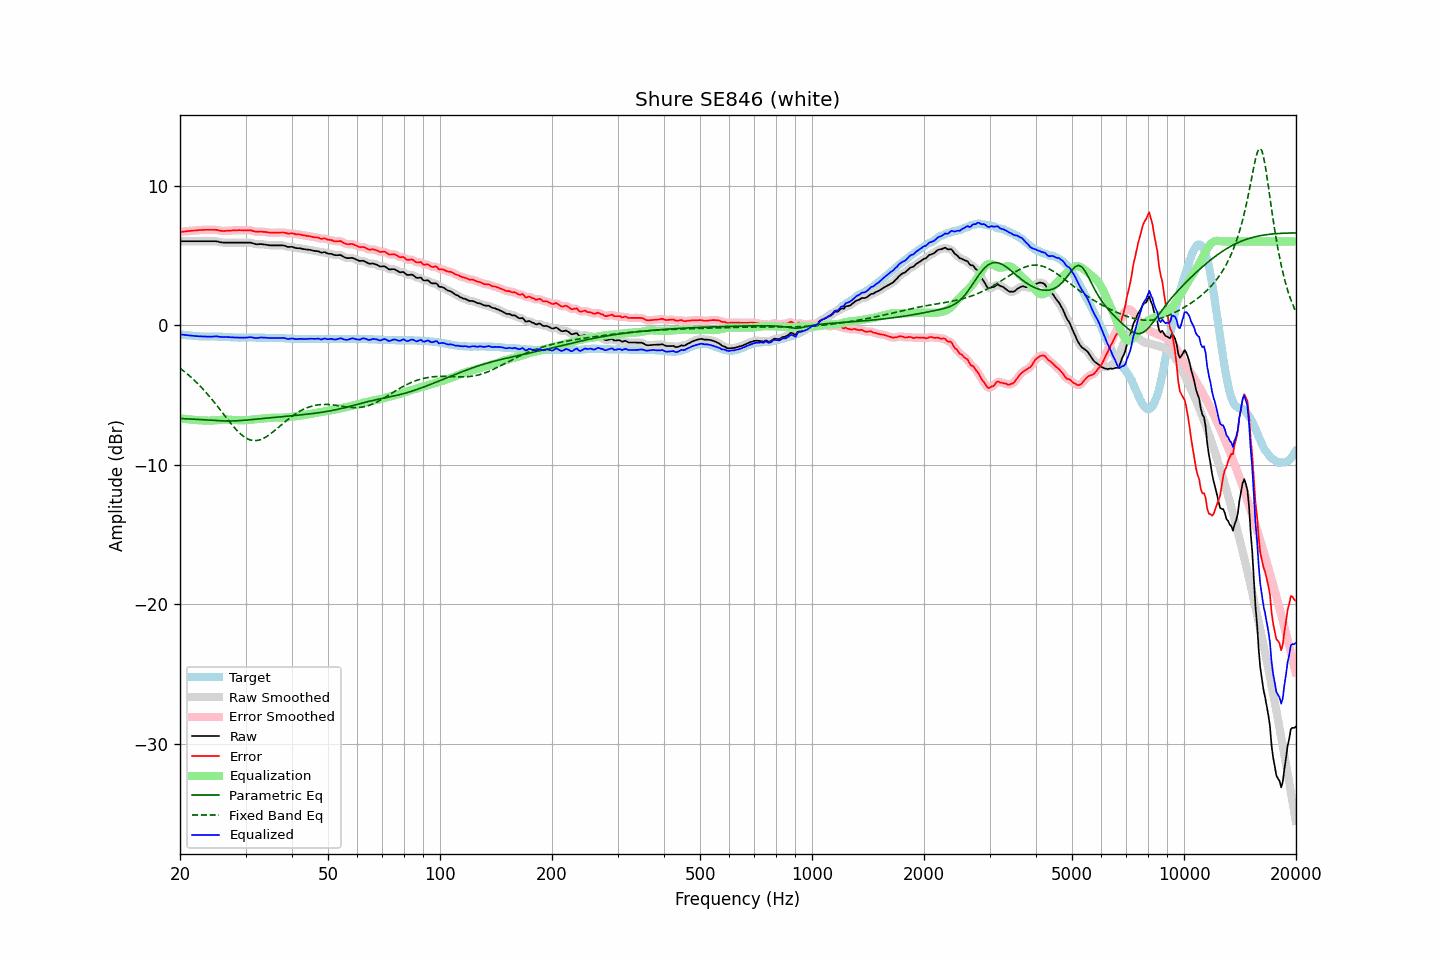 Shure SE846 (white)
Amplitude (dBr)
10
0
−10
−20
−30
Target
Raw Smoothed
Error Smoothed
Raw
Error
Equalization
Parametric Eq
Fixed Band Eq
Equalized
20 50 100 200 500 1000 2000 5000 10000 20000
Frequency (Hz)